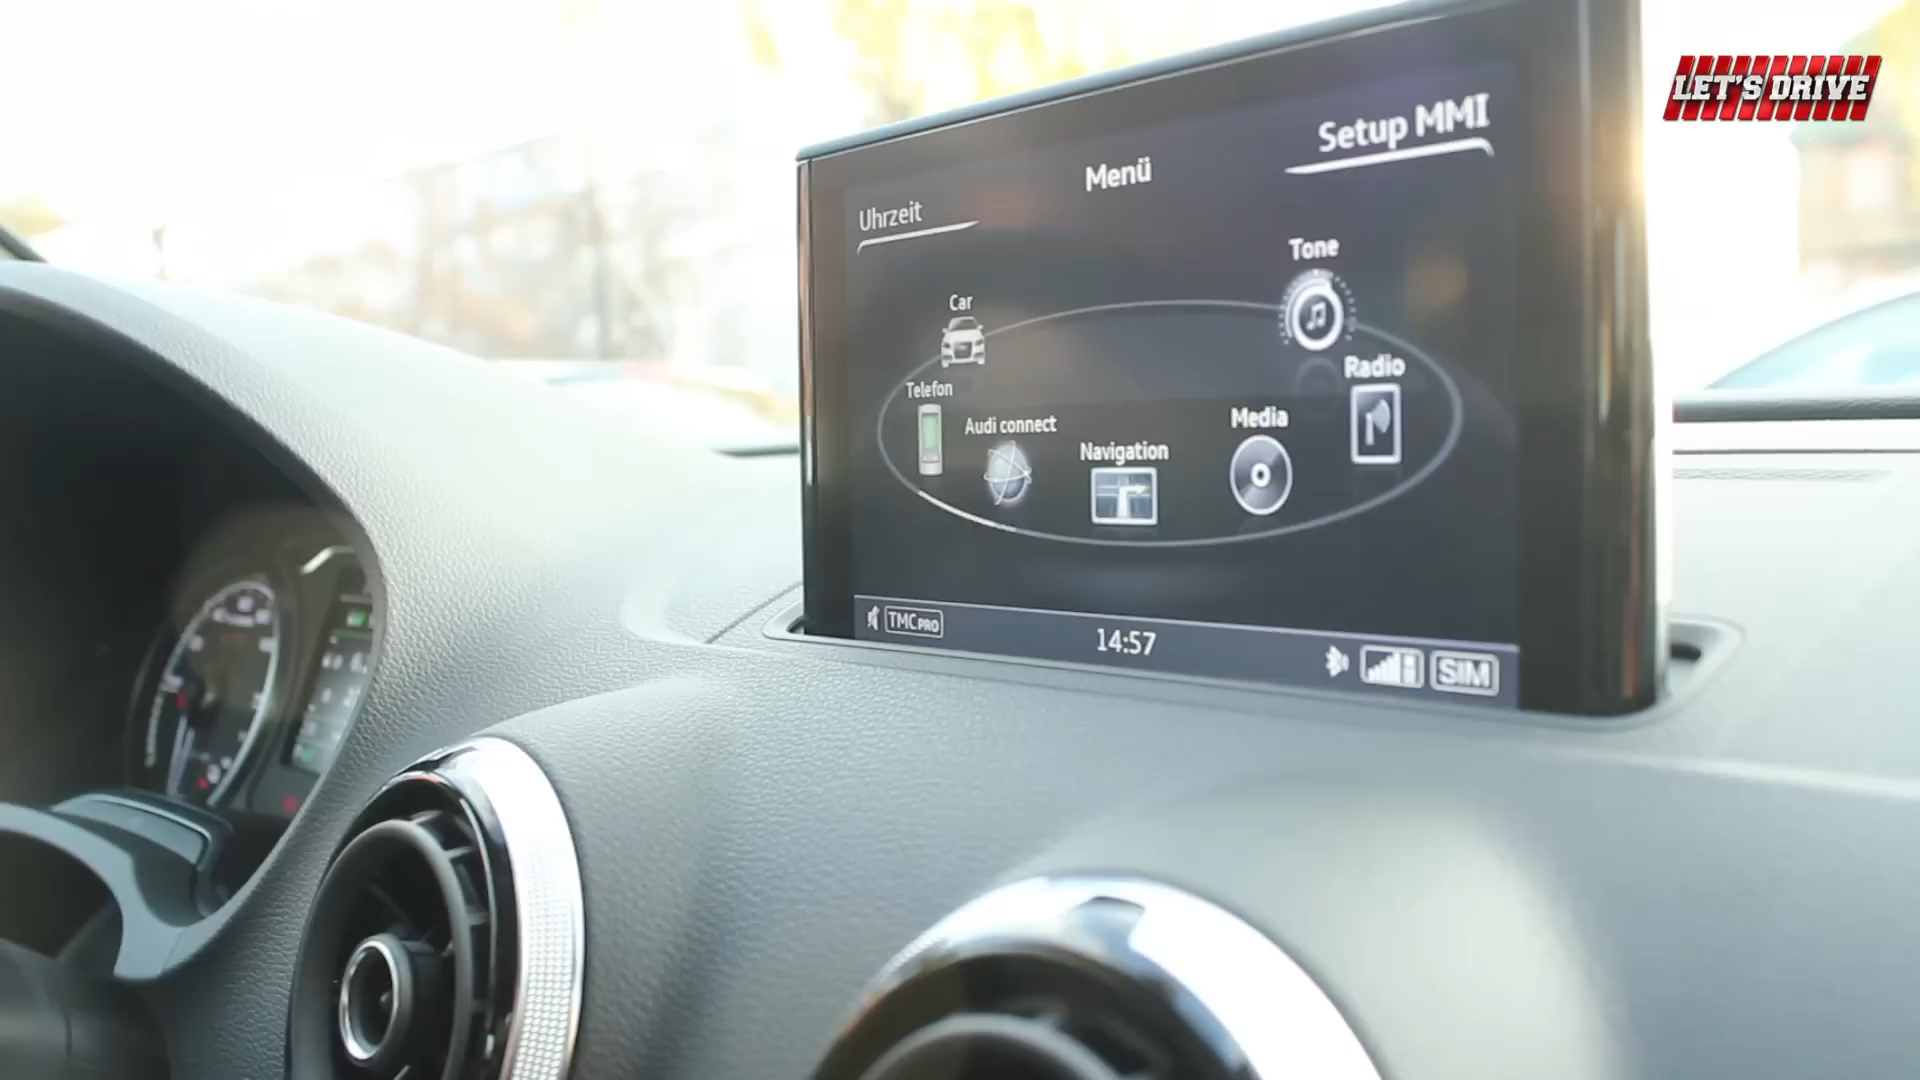 LET'S DRIVE
Setup MMI
Menü
Uhrzeit
Tone
Car
Radio
Telefon
Media
Audi connect
Navigation
TMC PRO
14:57
SIM